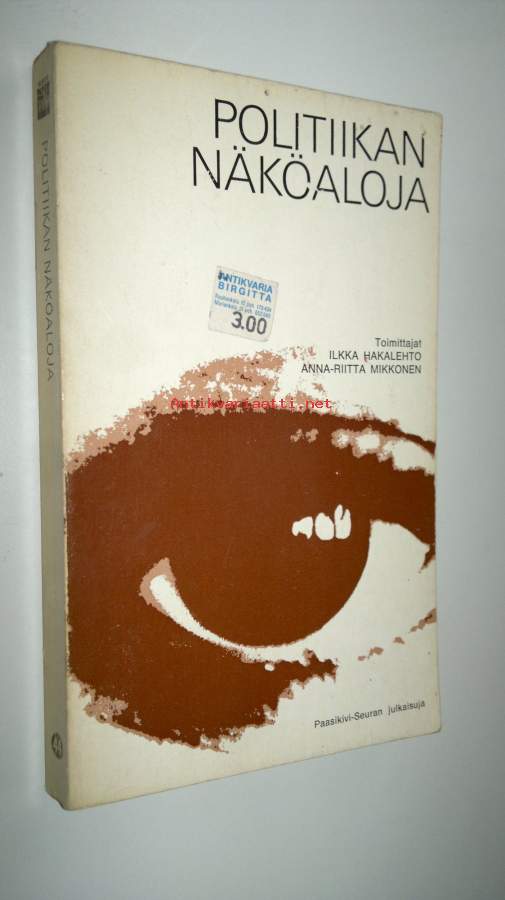 POLITIIKAN
NÄKÖALOJA
ANTIKVARIA
BIRGITTA
3.00
Toimittajat
ILKKA HAKALEHTO
ANNA-RIITTA MIKKONEN
Antikvariaatti.net
Paasikivi-Seuran julkaisuja
POLITIIKAN NÄKÖALOJA